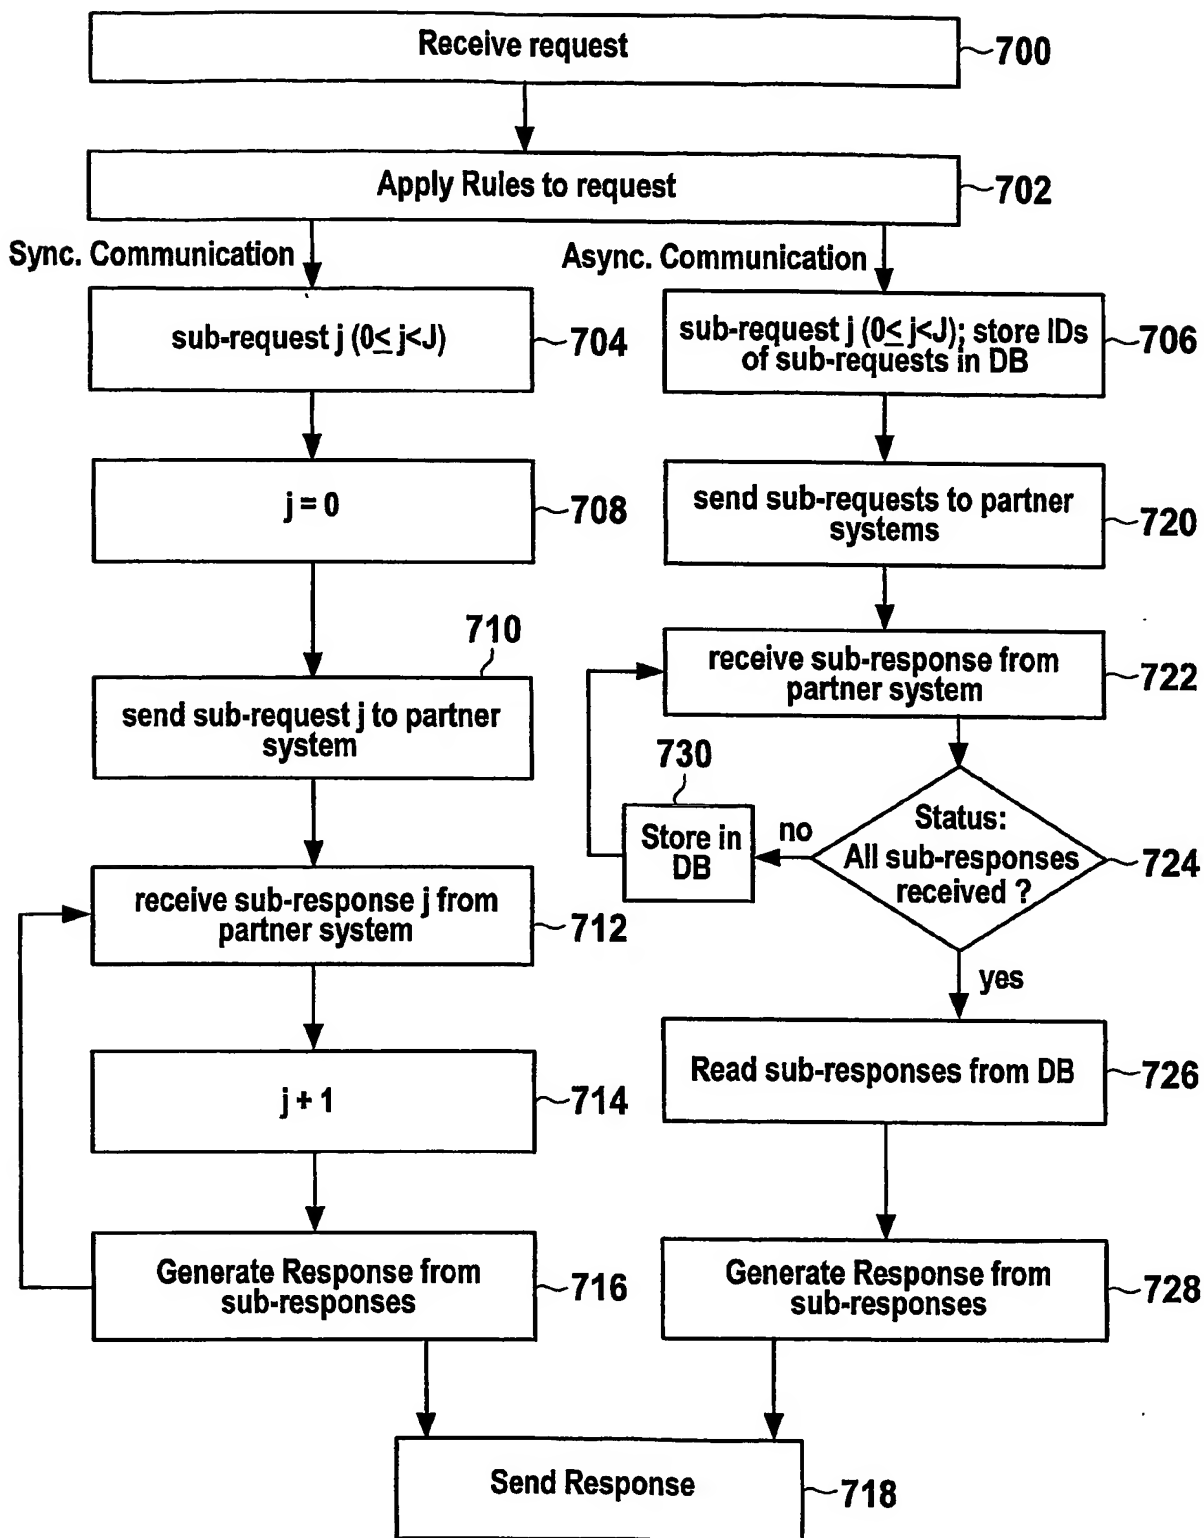 Receive request
700
Apply Rules to request
702
Sync. Communication
Async. Communication
sub-request j (0≤ j<J)
704
sub-request j (0≤ j<J); store IDs
of sub-requests in DB
706
j = 0
708
send sub-requests to partner
systems
720
710
send sub-request j to partner
system
receive sub-response from
partner system
722
730
Store in
DB
no
Status:
All sub-responses
received ?
724
yes
receive sub-response j from
partner system
712
Read sub-responses from DB
726
j + 1
714
Generate Response from
sub-responses
716
Generate Response from
sub-responses
728
Send Response
718